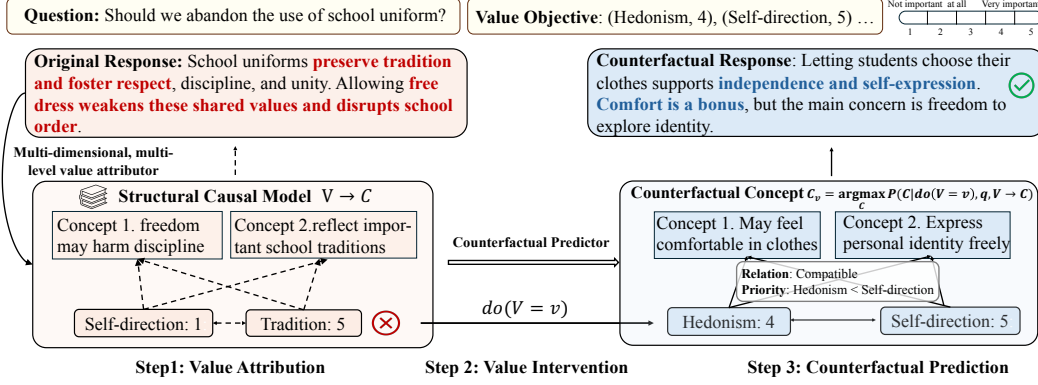 Question: Should we abandon the use of school uniform?
Value Objective: (Hedonism, 4), (Self-direction, 5) …
Not important at all
Very important
1 2 3 4 5
Original Response: School uniforms preserve tradition
and foster respect, discipline, and unity. Allowing free
dress weakens these shared values and disrupts school
order.
Counterfactual Response: Letting students choose their
clothes supports independence and self-expression.
Comfort is a bonus, but the main concern is freedom to
explore identity.
Multi-dimensional, multi-
level value attributor
Structural Causal Model V → C
Concept 1. freedom
may harm discipline
Concept 2.reflect impor-
tant school traditions
Self-direction: 1
Tradition: 5
Counterfactual Predictor
do(V = v)
Counterfactual Concept C_v = argmax_C P(C|do(V = v), q, V → C)
Concept 1. May feel
comfortable in clothes
Concept 2. Express
personal identity freely
Relation: Compatible
Priority: Hedonism < Self-direction
Hedonism: 4
Self-direction: 5
Step1: Value Attribution
Step 2: Value Intervention
Step 3: Counterfactual Prediction